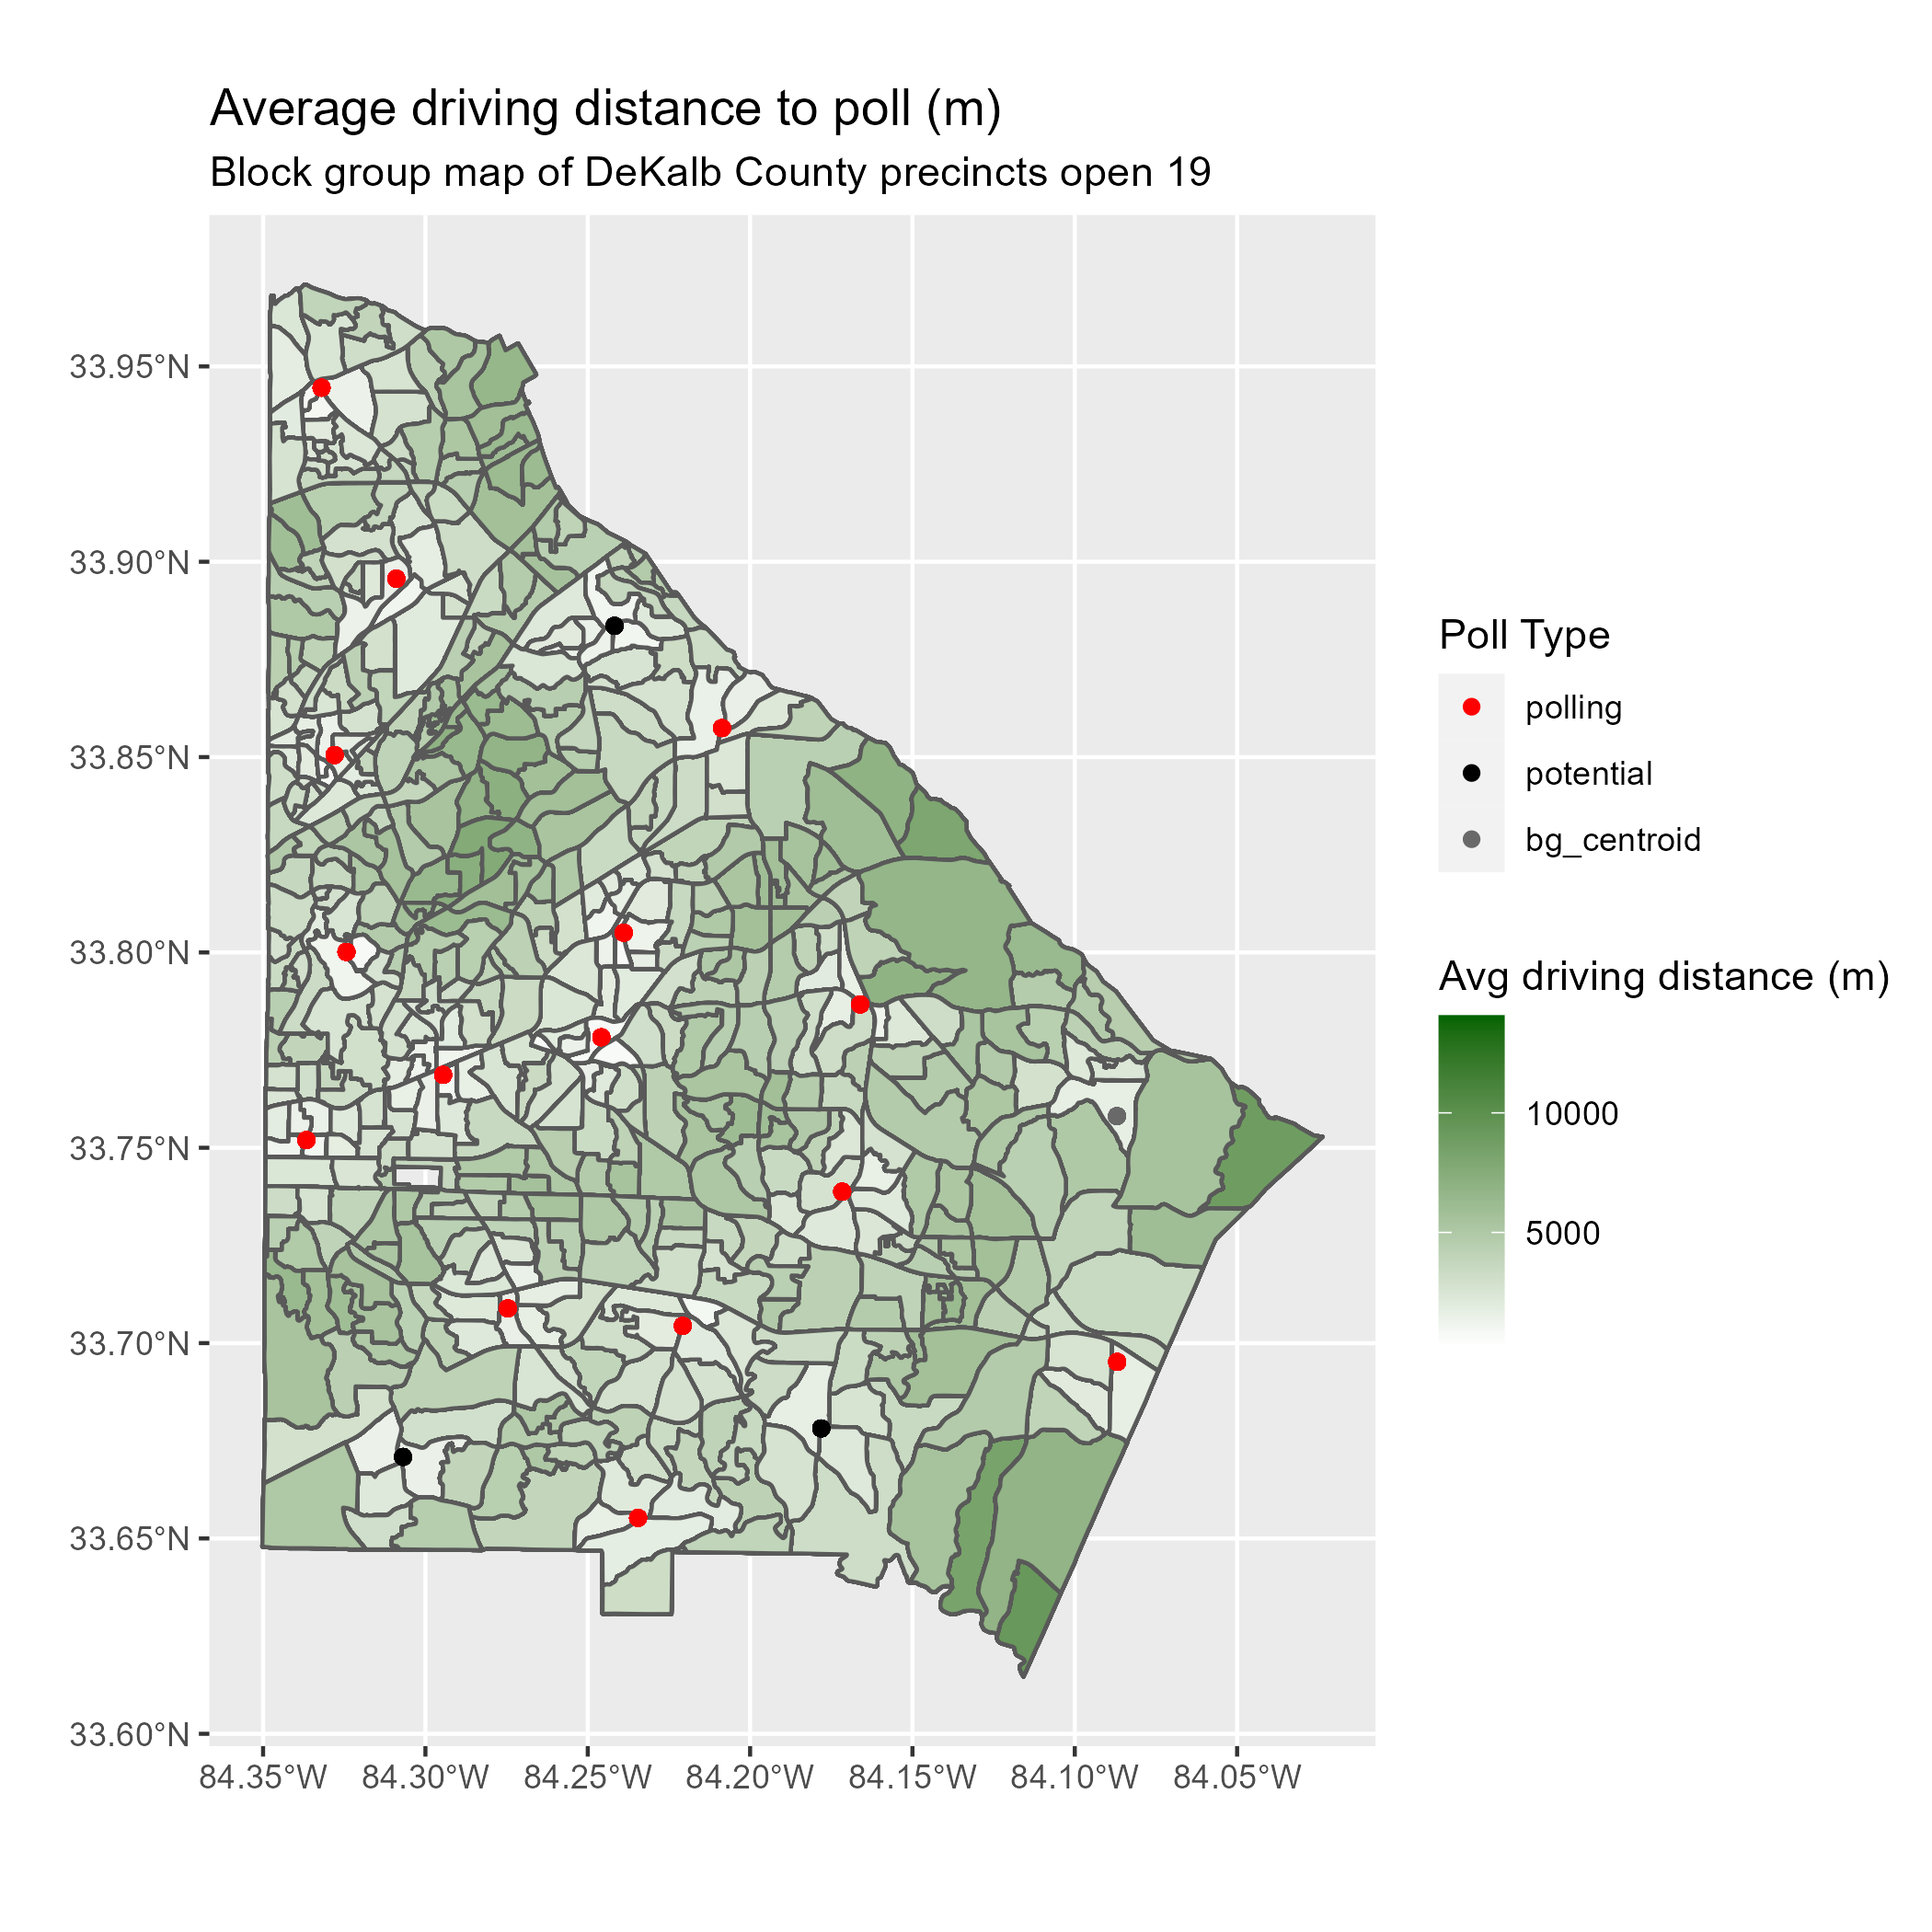 Average driving distance to poll (m)
Block group map of DeKalb County precincts open 19
33.95°N
33.90°N
33.85°N
33.80°N
33.75°N
33.70°N
33.65°N
33.60°N
84.35°W
84.30°W
84.25°W
84.20°W
84.15°W
84.10°W
84.05°W
Poll Type
polling
potential
bg_centroid
Avg driving distance (m)
10000
5000